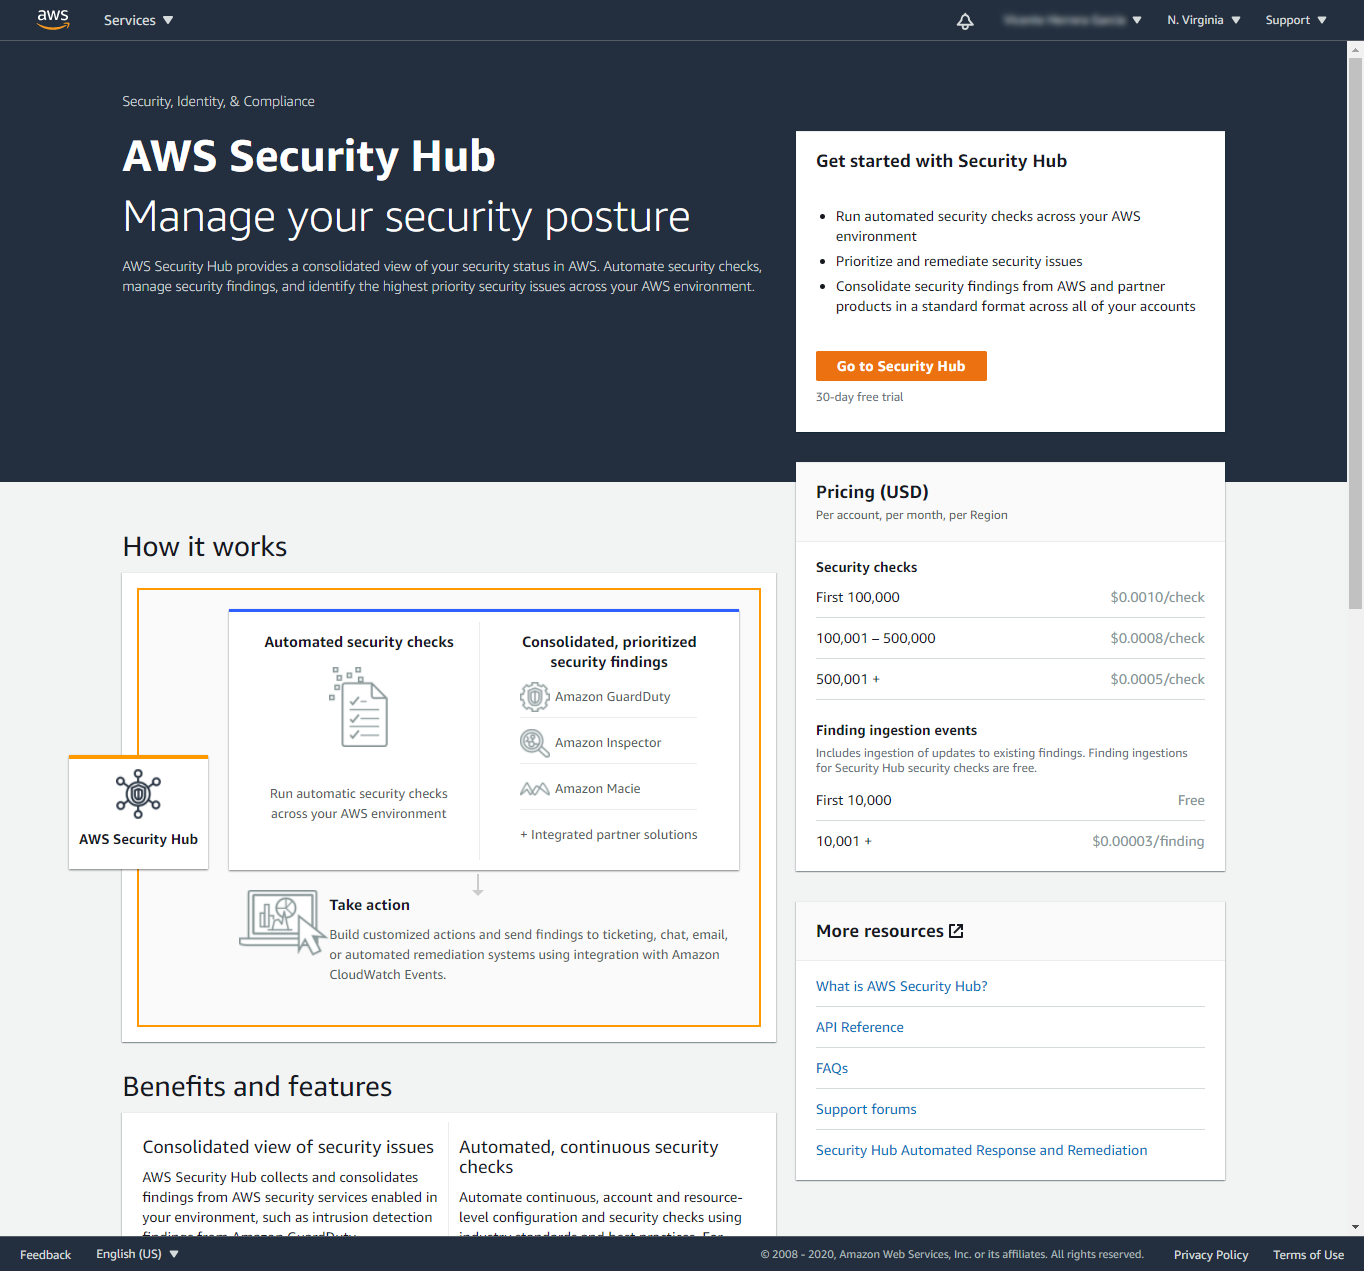 aws
Services
N. Virginia
Support
Security, Identity, & Compliance
AWS Security Hub
Manage your security posture
AWS Security Hub provides a consolidated view of your security status in AWS. Automate security checks,
manage security findings, and identify the highest priority security issues across your AWS environment.
Get started with Security Hub
• Run automated security checks across your AWS
environment
• Prioritize and remediate security issues
• Consolidate security findings from AWS and partner
products in a standard format across all of your accounts
Go to Security Hub
30-day free trial
Pricing (USD)
Per account, per month, per Region
Security checks
First 100,000 $0.0010/check
100,001 – 500,000 $0.0008/check
500,001 + $0.0005/check
Finding ingestion events
Includes ingestion of updates to existing findings. Finding ingestions
for Security Hub security checks are free.
First 10,000 Free
10,001 + $0.00003/finding
How it works
AWS Security Hub
Automated security checks
Run automatic security checks
across your AWS environment
Consolidated, prioritized
security findings
Amazon GuardDuty
Amazon Inspector
Amazon Macie
+ Integrated partner solutions
Take action
Build customized actions and send findings to ticketing, chat, email,
or automated remediation systems using integration with Amazon
CloudWatch Events.
More resources
What is AWS Security Hub?
API Reference
FAQs
Support forums
Security Hub Automated Response and Remediation
Benefits and features
Consolidated view of security issues
AWS Security Hub collects and consolidates
findings from AWS security services enabled in
your environment, such as intrusion detection
findings from Amazon GuardDuty
Automated, continuous security
checks
Automate continuous, account and resource-
level configuration and security checks using
industry standards and best practices. For
Feedback
English (US)
© 2008 - 2020, Amazon Web Services, Inc. or its affiliates. All rights reserved.
Privacy Policy
Terms of Use